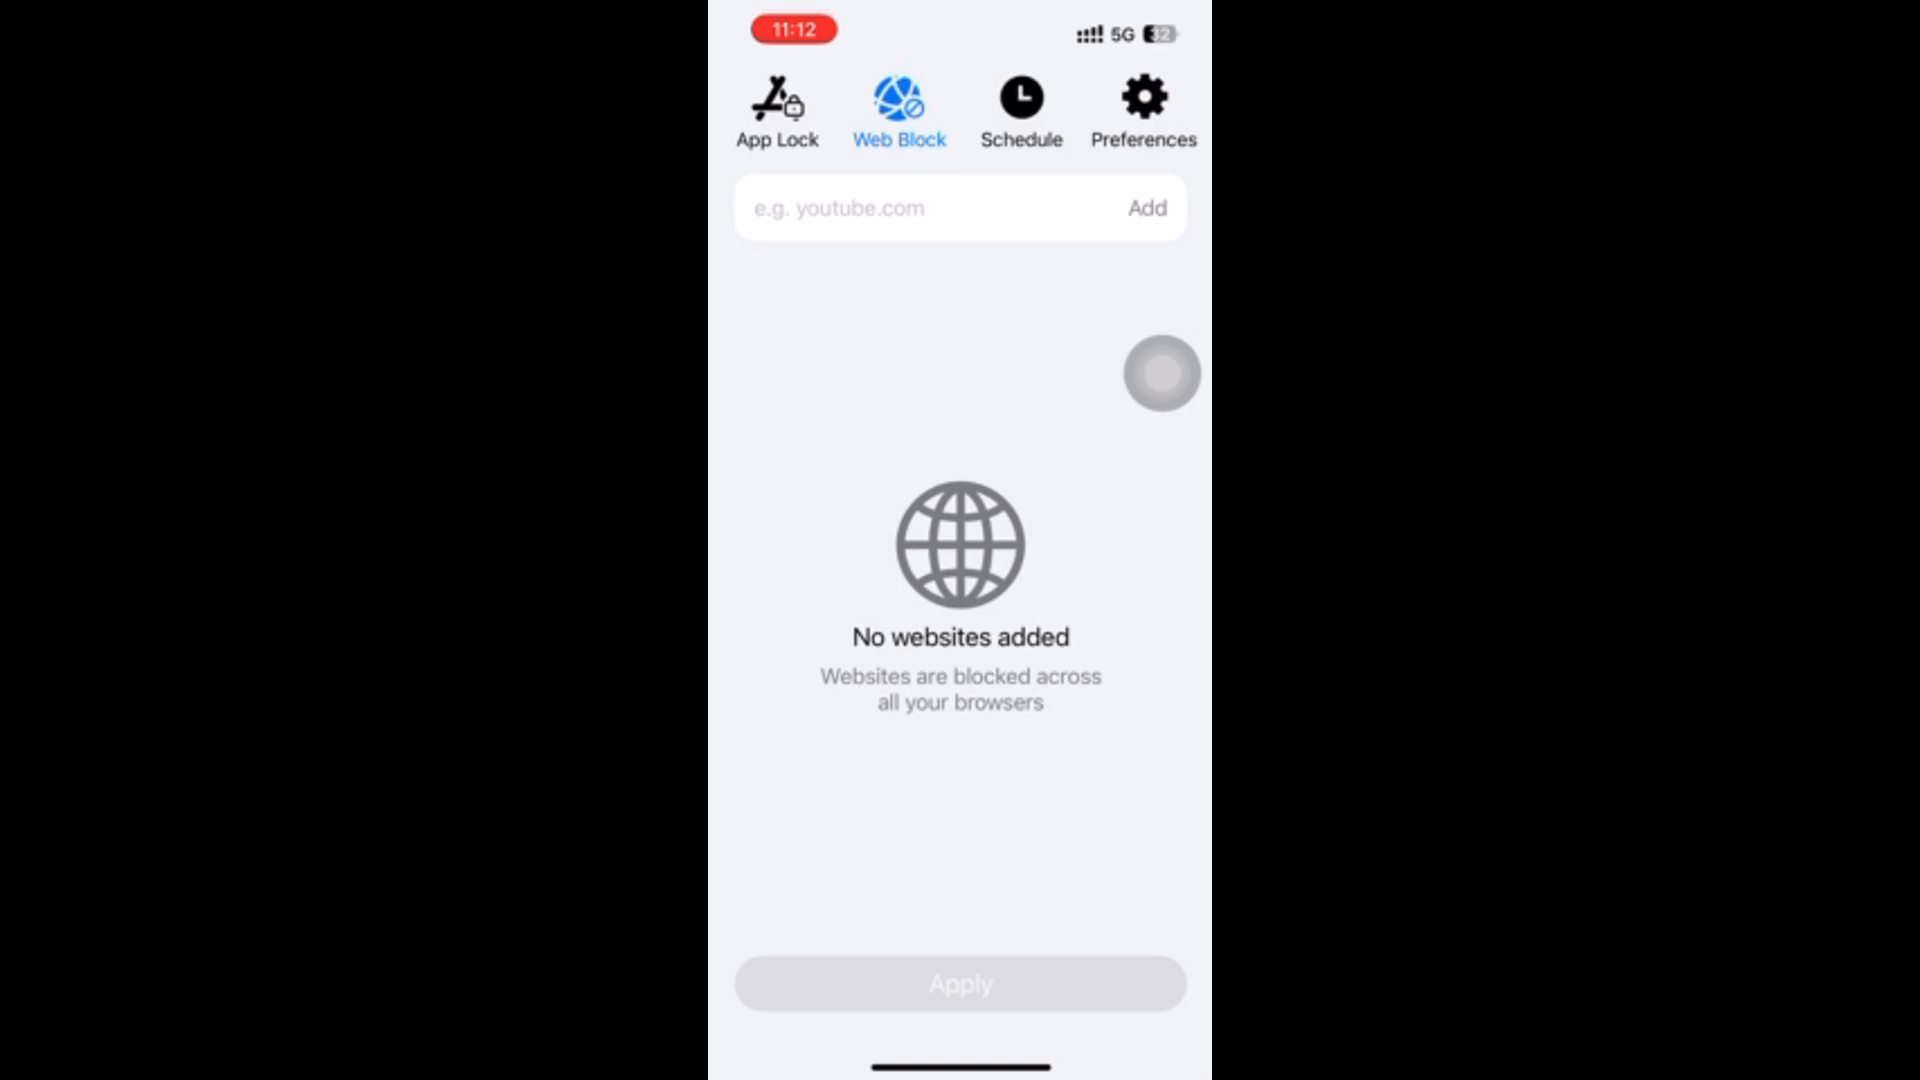 11:12
5G 32
App Lock
Web Block
Schedule
Preferences
e.g. youtube.com
Add
No websites added
Websites are blocked across
all your browsers
Apply